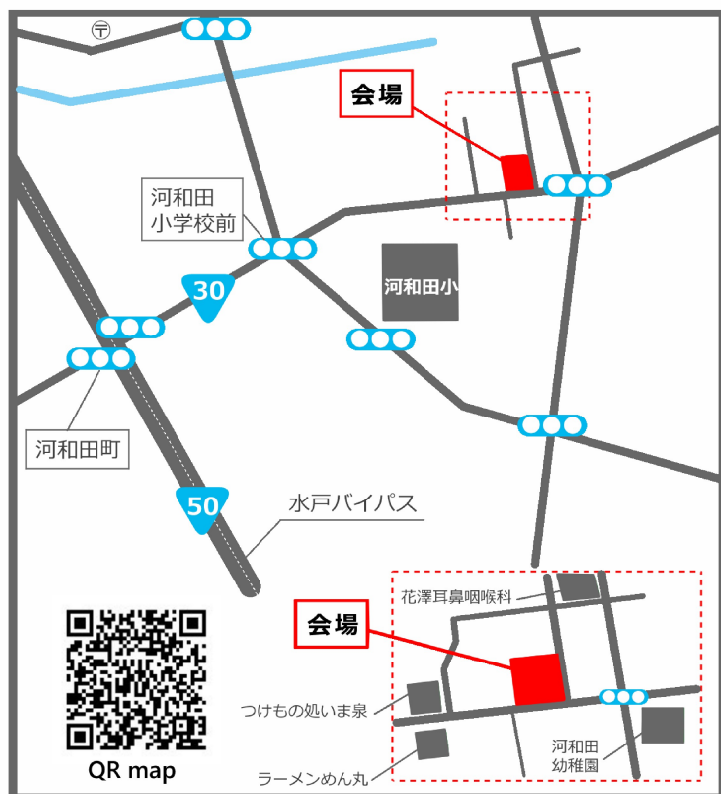 〒
会場
河和田
小学校前
河和田小
30
河和田町
50
水戸バイパス
花澤耳鼻咽喉科
会場
つけもの処いま泉
河和田
幼稚園
ラーメンめん丸
QR map